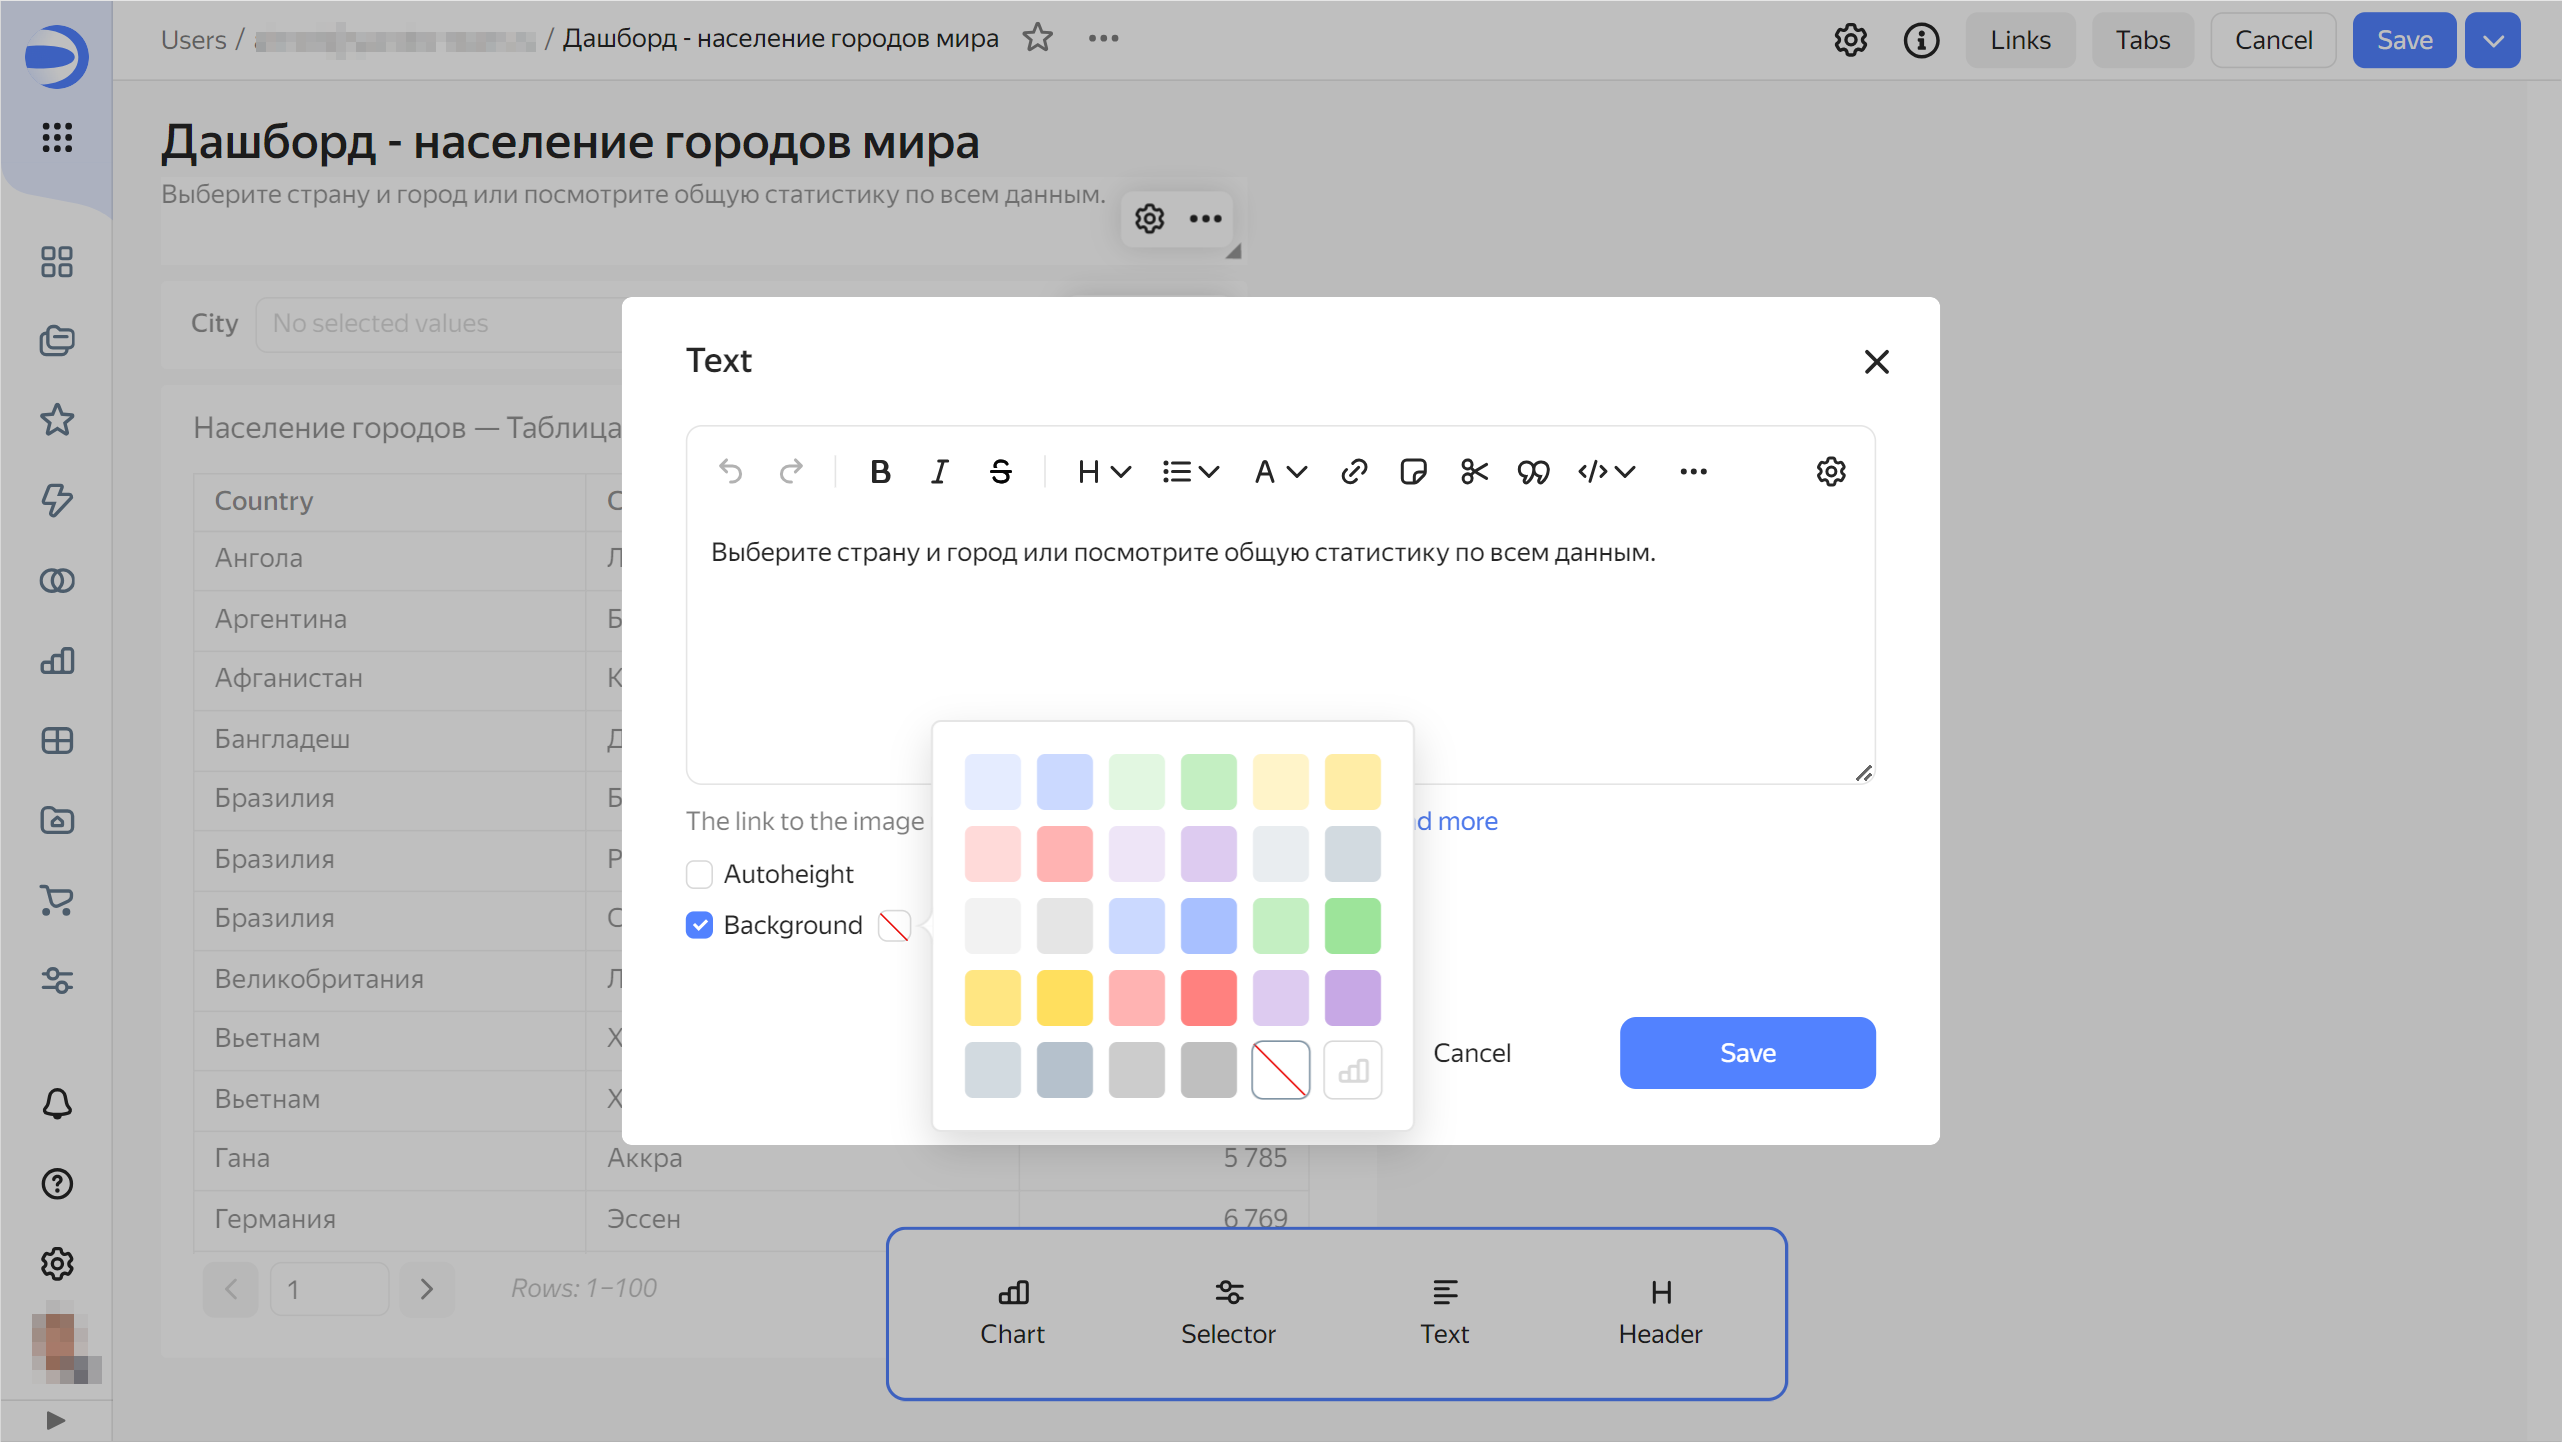 Users / / Дашборд - население городов мира
Links
Tabs
Cancel
Save
Дашборд - население городов мира
Выберите страну и город или посмотрите общую статистику по всем данным.
City
No selected values
Население городов — Таблица
Country
Ангола
Аргентина
Афганистан
Бангладеш
Бразилия
Бразилия
Бразилия
Великобритания
Вьетнам
Вьетнам
Гана Аккра 5 785
Германия Эссен 6 769
1
Rows: 1–100
Text
B I S H A
Выберите страну и город или посмотрите общую статистику по всем данным.
The link to the image
more
Autoheight
Background
Cancel
Save
Chart
Selector
Text
H
Header